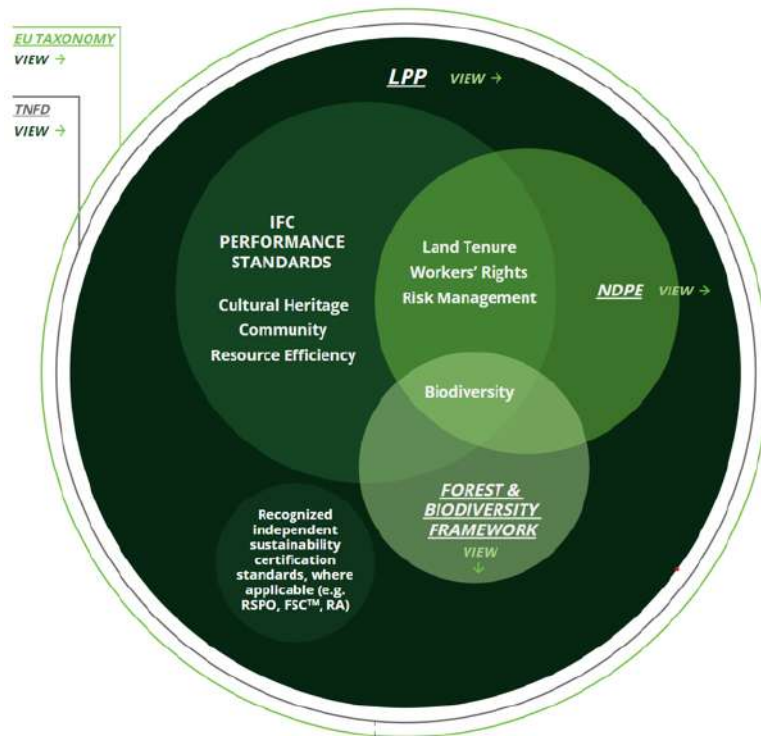 EU TAXONOMY
VIEW →
TNFD
VIEW →
LPP VIEW →
IFC
PERFORMANCE
STANDARDS
Cultural Heritage
Community
Resource Efficiency
Land Tenure
Workers' Rights
Risk Management
NDPE VIEW →
Biodiversity
FOREST &
BIODIVERSITY
FRAMEWORK
VIEW
↓
Recognized
independent
sustainability
certification
standards, where
applicable (e.g.
RSPO, FSC™, RA)